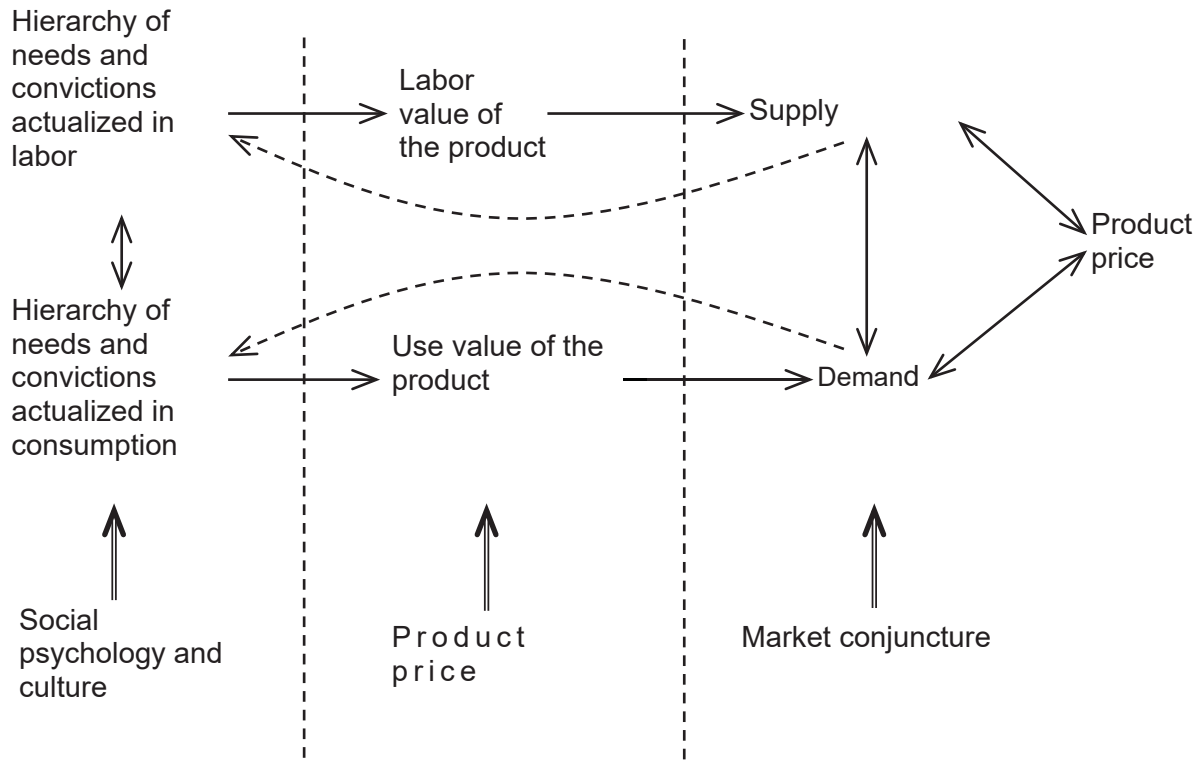 Hierarchy of
needs and
convictions
actualized in
labor
Labor
value of
the product
Supply
Product
price
Hierarchy of
needs and
convictions
actualized in
consumption
Use value of the
product
Demand
Social
psychology and
culture
Product
price
Market conjuncture